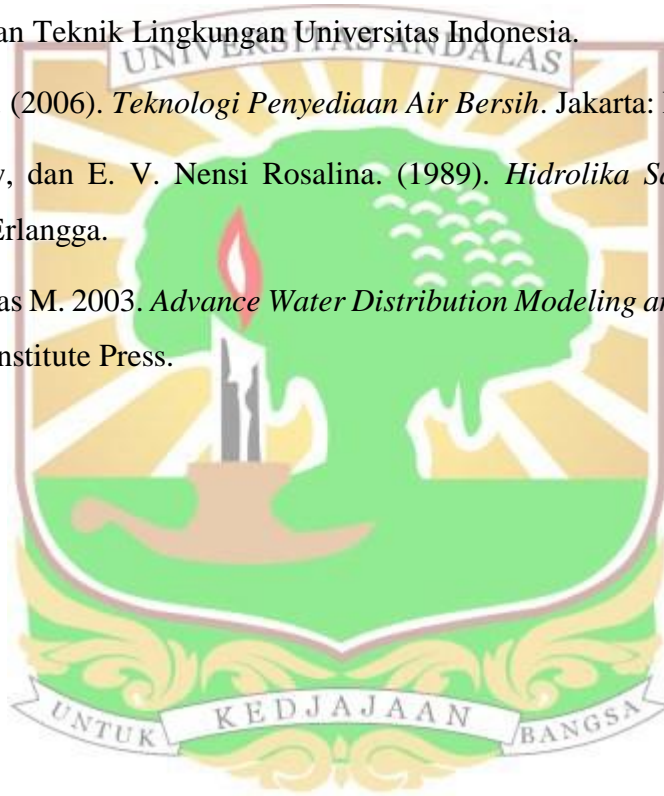 an Teknik Lingkungan Universitas Indonesia.
UNIVERSITAS ANDALAS
(2006). Teknologi Penyediaan Air Bersih. Jakarta:
, dan E. V. Nensi Rosalina. (1989). Hidrolika
Erlangga.
as M. 2003. Advance Water Distribution Modeling
nstitute Press.
UNTUK KEDJAJAAN BANGSA